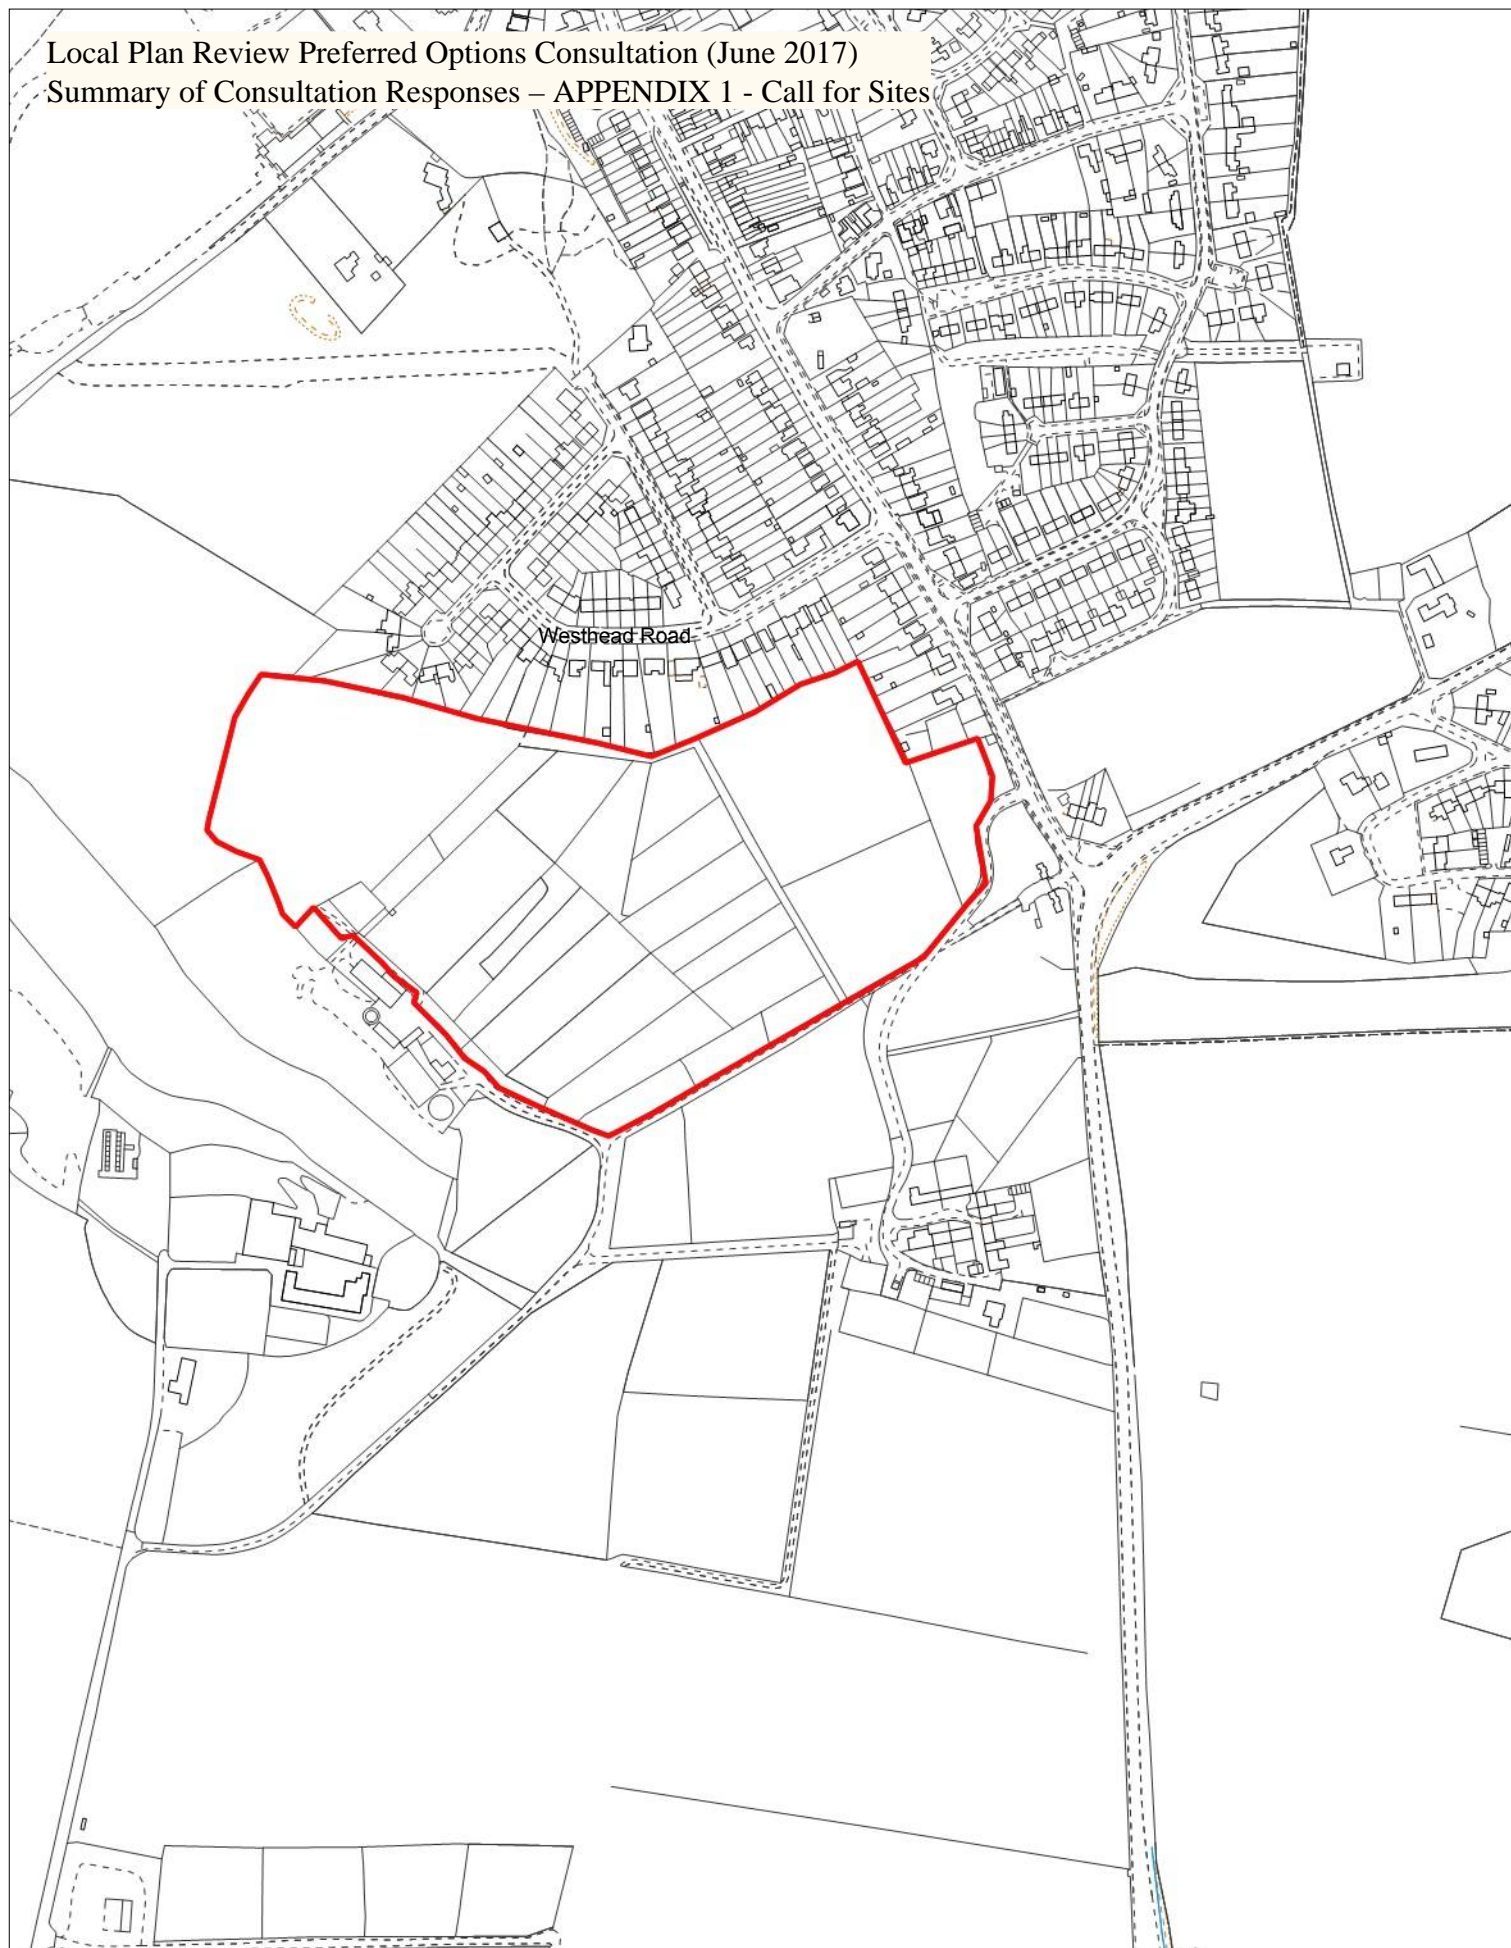 Local Plan Review Preferred Options Consultation (June 2017)
Summary of Consultation Responses – APPENDIX 1 - Call for Sites
Westhead Road